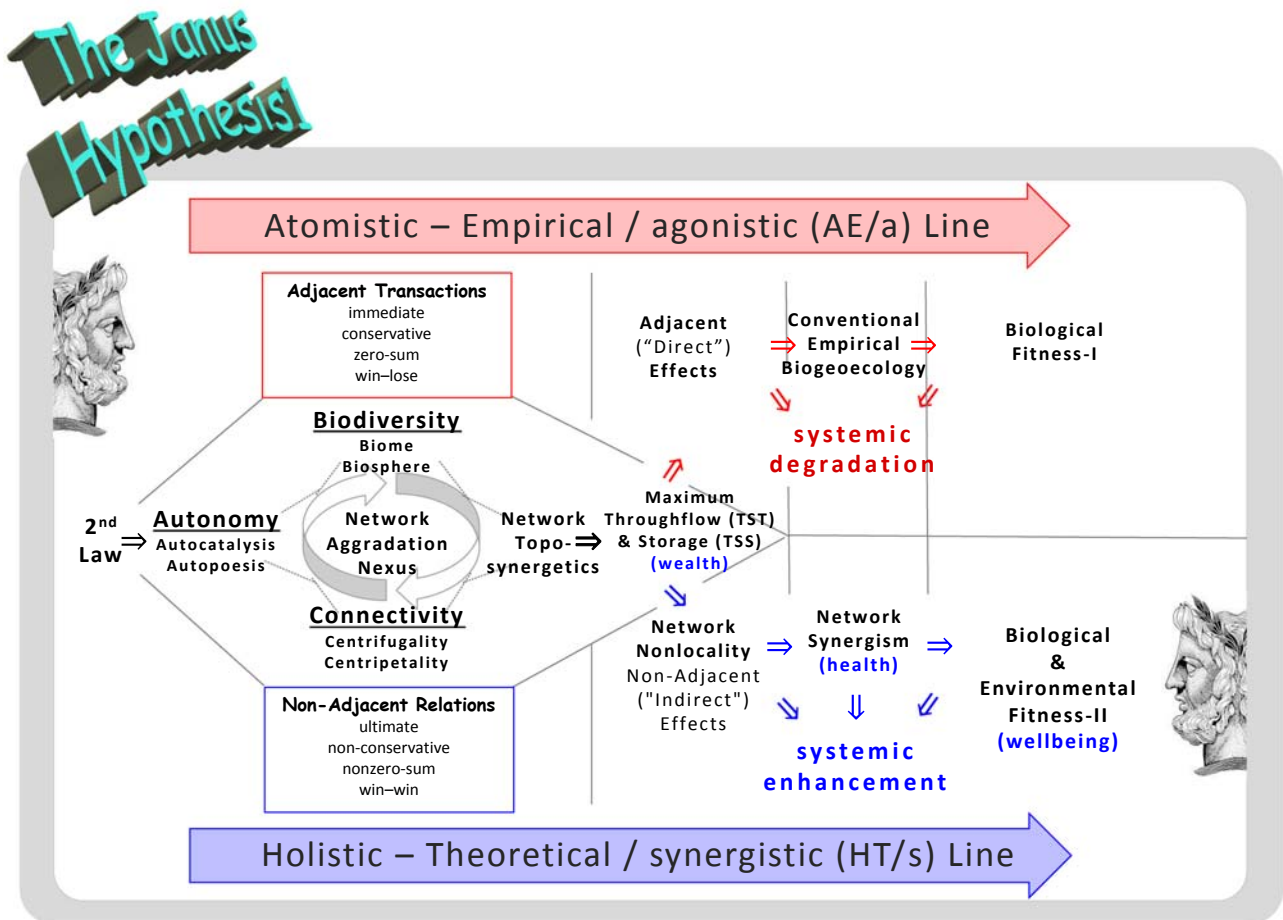 The Janus
Hypothesis1
Atomistic – Empirical / agonistic (AE/a) Line
Adjacent Transactions
immediate
conservative
zero-sum
win–lose
Adjacent
(“Direct”)
Effects
⇒
Conventional
Empirical
Biogeoecology
⇒
Biological
Fitness-I
systemic
degradation
2nd
Law
⇒
Autonomy
Autocatalysis
Autopoesis
Biodiversity
Biome
Biosphere
Network
Aggradation
Nexus
Connectivity
Centrifugality
Centripetality
Network
Topo-
synergetics
⇒
Maximum
Throughflow (TST)
& Storage (TSS)
(wealth)
Non-Adjacent Relations
ultimate
non-conservative
nonzero-sum
win–win
Network
Nonlocality
Non-Adjacent
("Indirect")
Effects
⇒
Network
Synergism
(health)
⇒
Biological
&
Environmental
Fitness-II
(wellbeing)
systemic
enhancement
Holistic – Theoretical / synergistic (HT/s) Line